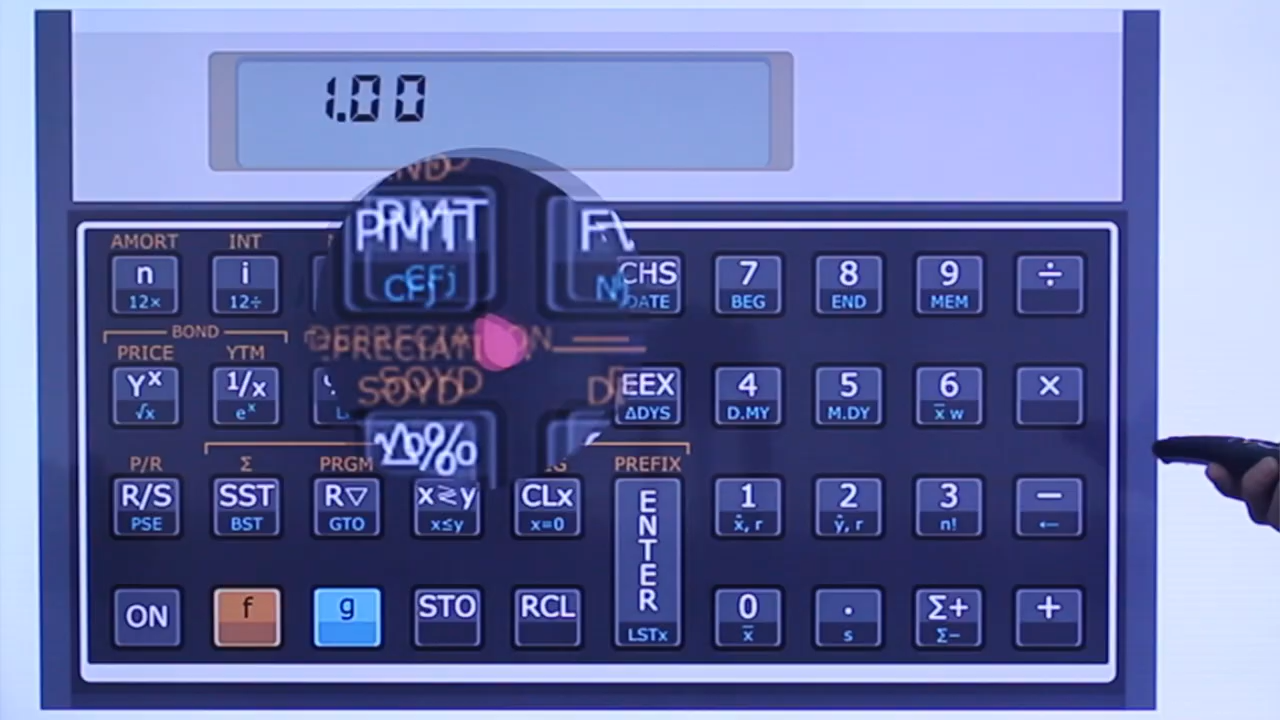 1.00
AMORT INT
n i PMT CHS 7 8 9 ÷
12× 12÷ CFj DATE BEG END MEM
BOND DEPRECIATION
PRICE YTM SOYD
Yˣ 1/x Δ% EEX 4 5 6 ×
√x eˣ ΔDYS D.MY M.DY x̄ w
P/R Σ PRGM PREFIX
R/S SST R▽ x≷y CLx ENTER 1 2 3 −
PSE BST GTO x≤y x=0 x̂, r ŷ, r n! ←
ON f g STO RCL 0 . Σ+ +
LSTx x̄ s Σ−